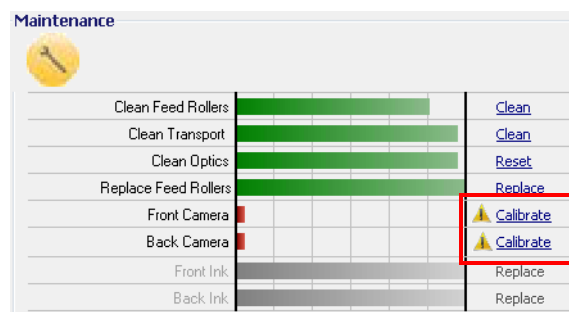 Maintenance
Clean Feed Rollers Clean
Clean Transport Clean
Clean Optics Reset
Replace Feed Rollers Replace
Front Camera Calibrate
Back Camera Calibrate
Front Ink Replace
Back Ink Replace